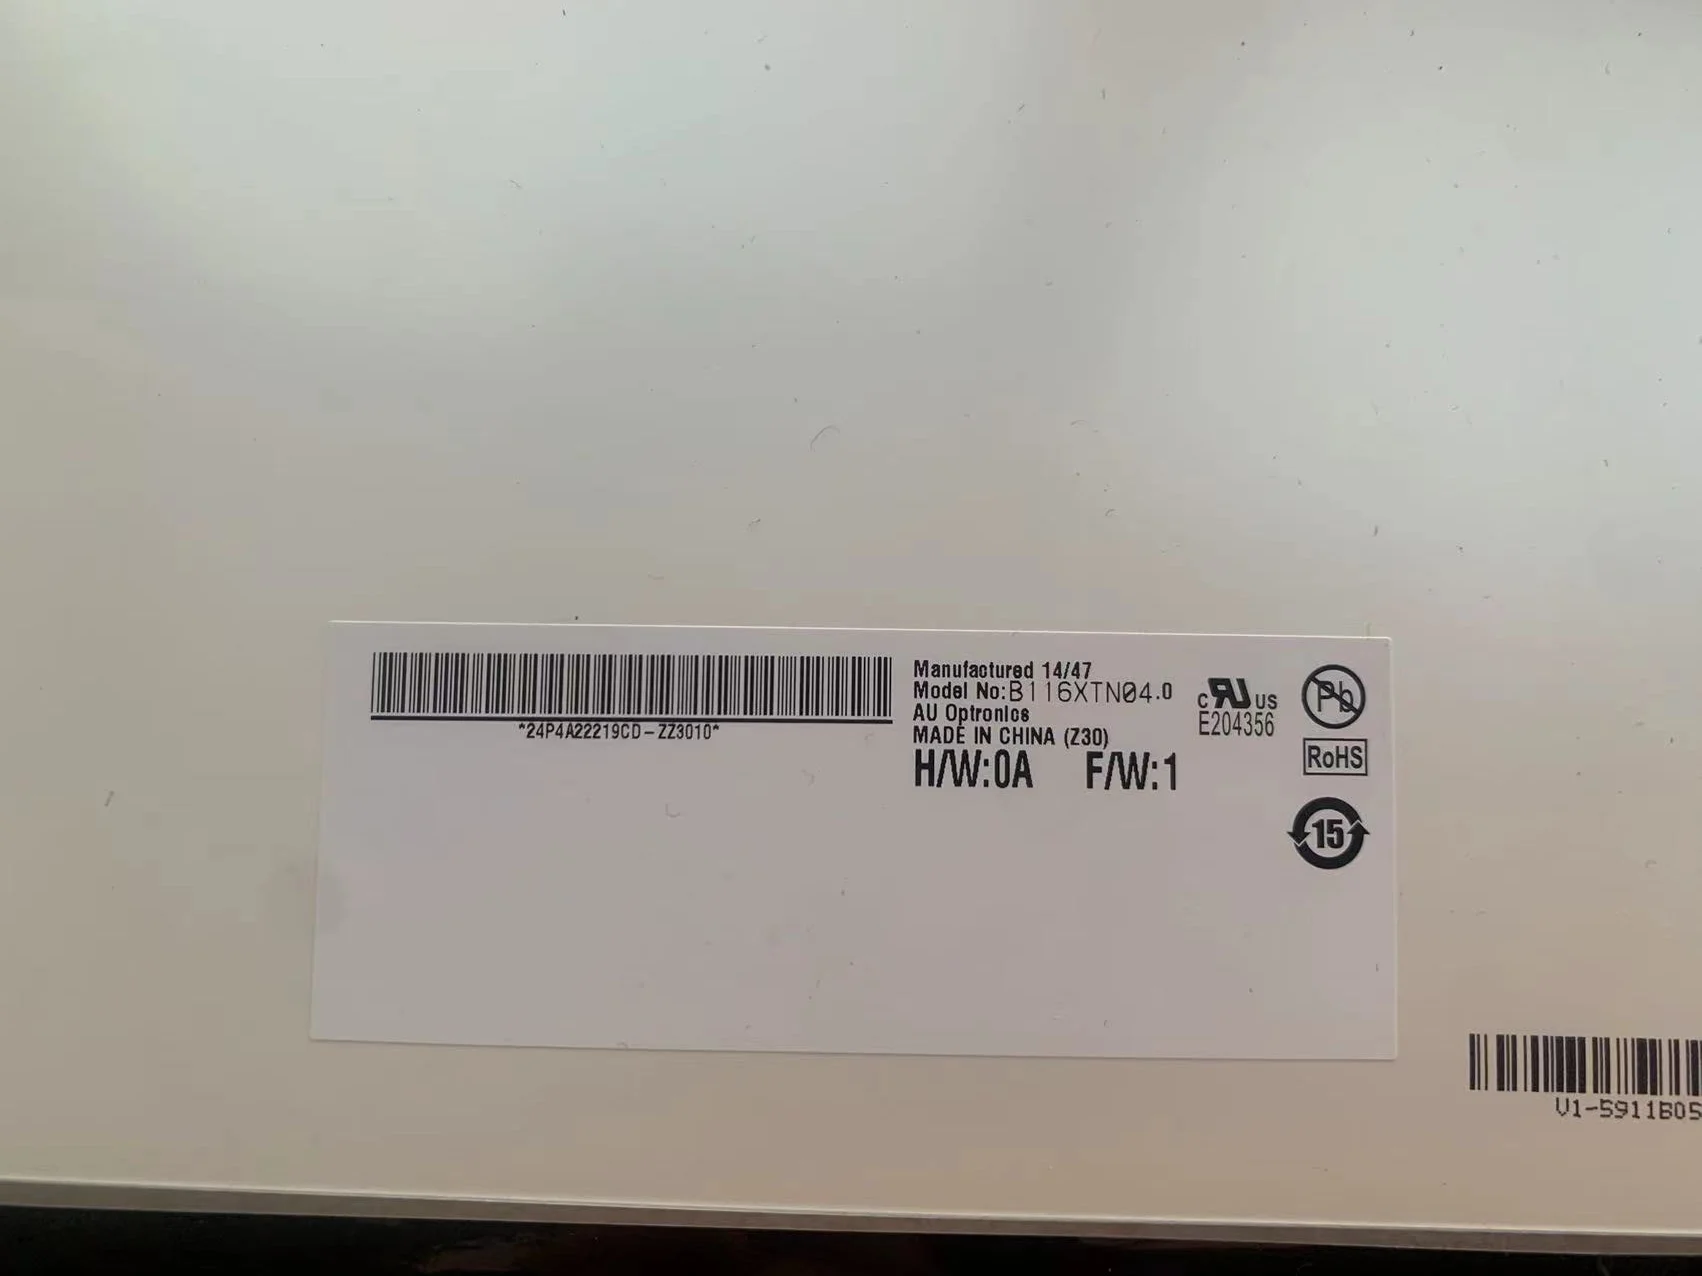 Manufactured 14/47
Model No:B116XTN04.0
AU Optronics
MADE IN CHINA (Z30)
H/W:0A F/W:1
*24P4A22219CD-ZZ3010*
c RU US
E204356
Pb
RoHS
15
V1-5911B05